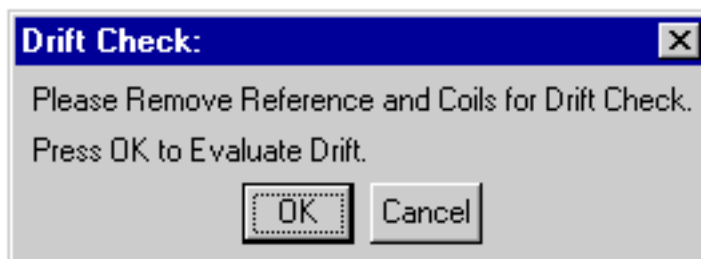 Drift Check:
Please Remove Reference and Coils for Drift Check.
Press OK to Evaluate Drift.
OK Cancel